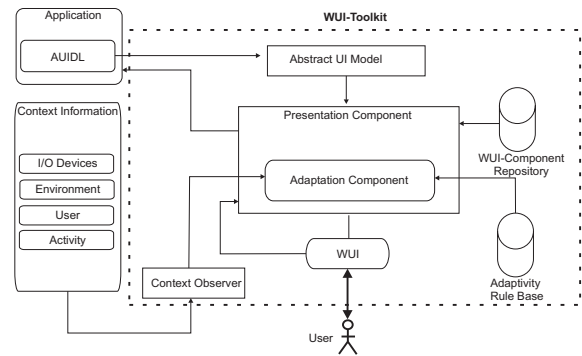 Application
WUI-Toolkit
AUIDL
Abstract UI Model
Context Information
Presentation Component
I/O Devices
Environment
User
Activity
Adaptation Component
WUI-Component
Repository
WUI
Context Observer
Adaptivity
Rule Base
User